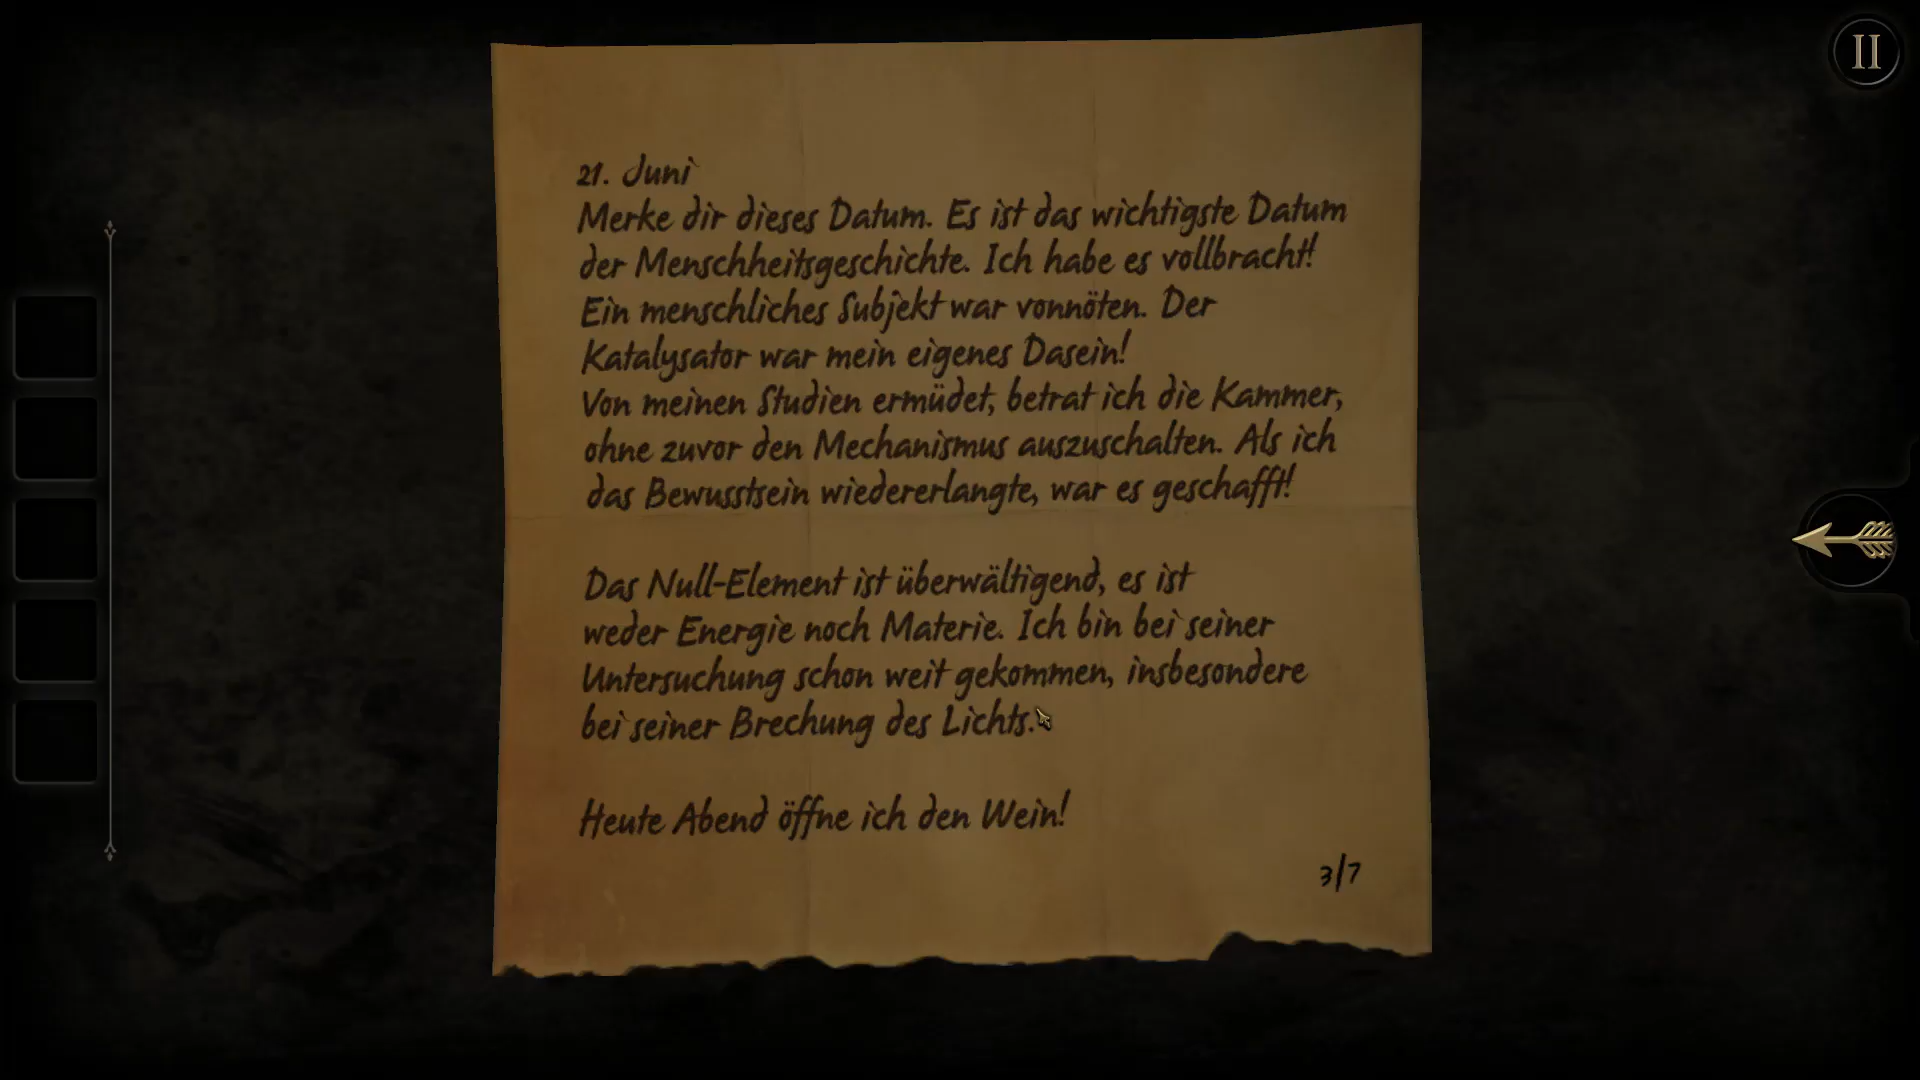 21. Juni
Merke dir dieses Datum. Es ist das wichtigste Datum
der Menschheitsgeschichte. Ich habe es vollbracht!
Ein menschliches Subjekt war vonnöten. Der
Katalysator war mein eigenes Dasein!
Von meinen Studien ermüdet, betrat ich die Kammer,
ohne zuvor den Mechanismus auszuschalten. Als ich
das Bewusstsein wiedererlangte, war es geschafft!
Das Null-Element ist überwältigend, es ist
weder Energie noch Materie. Ich bin bei seiner
Untersuchung schon weit gekommen, insbesondere
bei seiner Brechung des Lichts.
Heute Abend öffne ich den Wein!
3/7